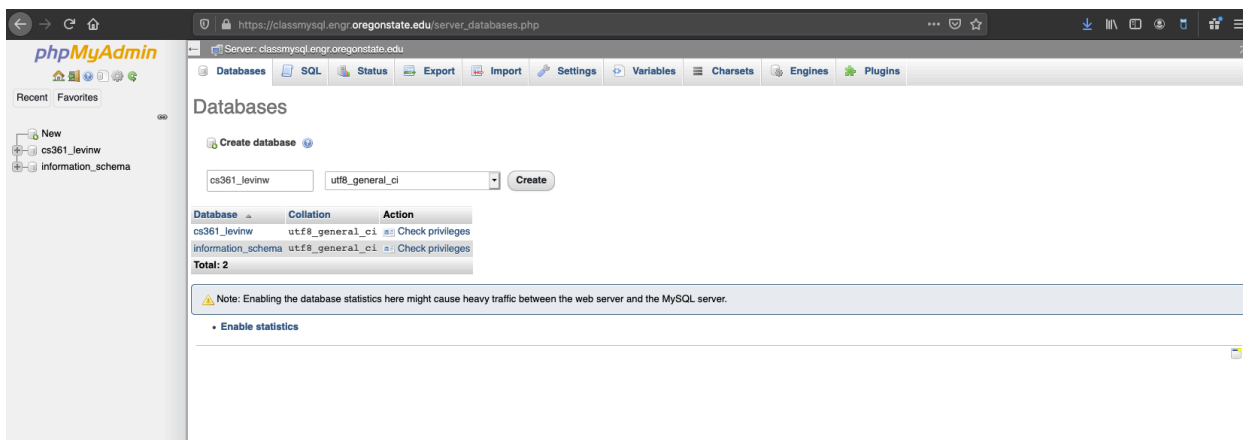 https://classmysql.engr.oregonstate.edu/server_databases.php
phpMyAdmin
Recent Favorites
New
cs361_levinw
information_schema
Server: classmysql.engr.oregonstate.edu
Databases SQL Status Export Import Settings Variables Charsets Engines Plugins
Databases
Create database
cs361_levinw utf8_general_ci Create
Database Collation Action
cs361_levinw utf8_general_ci Check privileges
information_schema utf8_general_ci Check privileges
Total: 2
Note: Enabling the database statistics here might cause heavy traffic between the web server and the MySQL server.
• Enable statistics